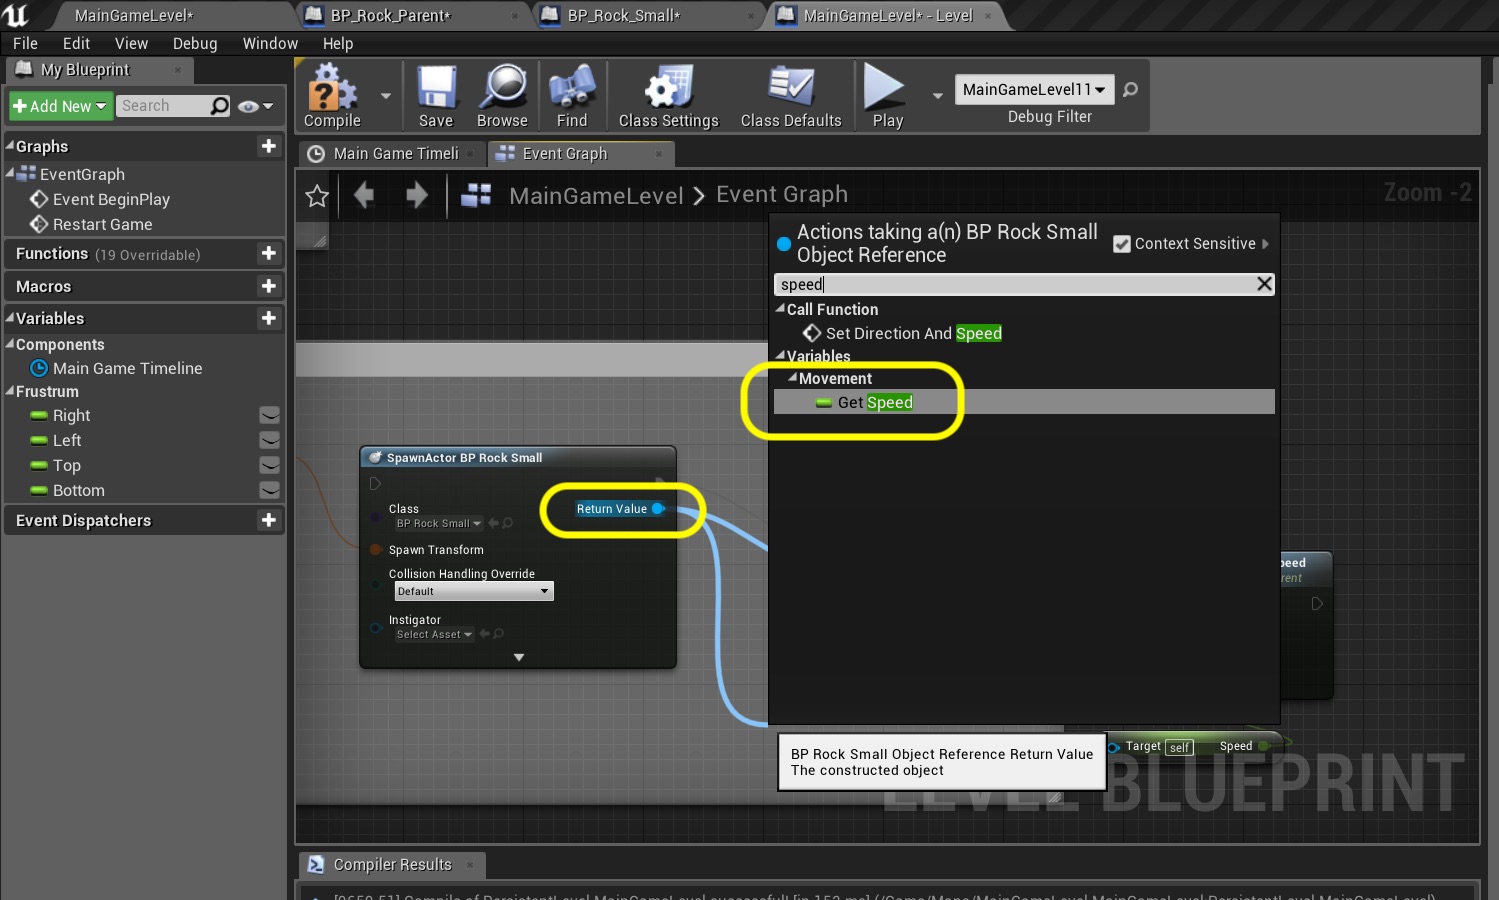 MainGameLevel*
BP_Rock_Parent*
BP_Rock_Small*
MainGameLevel* - Level
File Edit View Debug Window Help
My Blueprint
Add New
Search
Graphs
EventGraph
Event BeginPlay
Restart Game
Functions (19 Overridable)
Macros
Variables
Components
Main Game Timeline
Frustrum
Right
Left
Top
Bottom
Event Dispatchers
Compile
Save
Browse
Find
Class Settings
Class Defaults
Play
MainGameLevel11
Debug Filter
Main Game Timeli
Event Graph
MainGameLevel > Event Graph
Zoom -2
Actions taking a(n) BP Rock Small
Object Reference
Context Sensitive
speed
Call Function
Set Direction And Speed
Variables
Movement
Get Speed
SpawnActor BP Rock Small
Class
BP Rock Small
Return Value
Spawn Transform
Collision Handling Override
Default
Instigator
Select Asset
peed
rent
Target self Speed
BP Rock Small Object Reference Return Value
The constructed object
LEVEL BLUEPRINT
Compiler Results